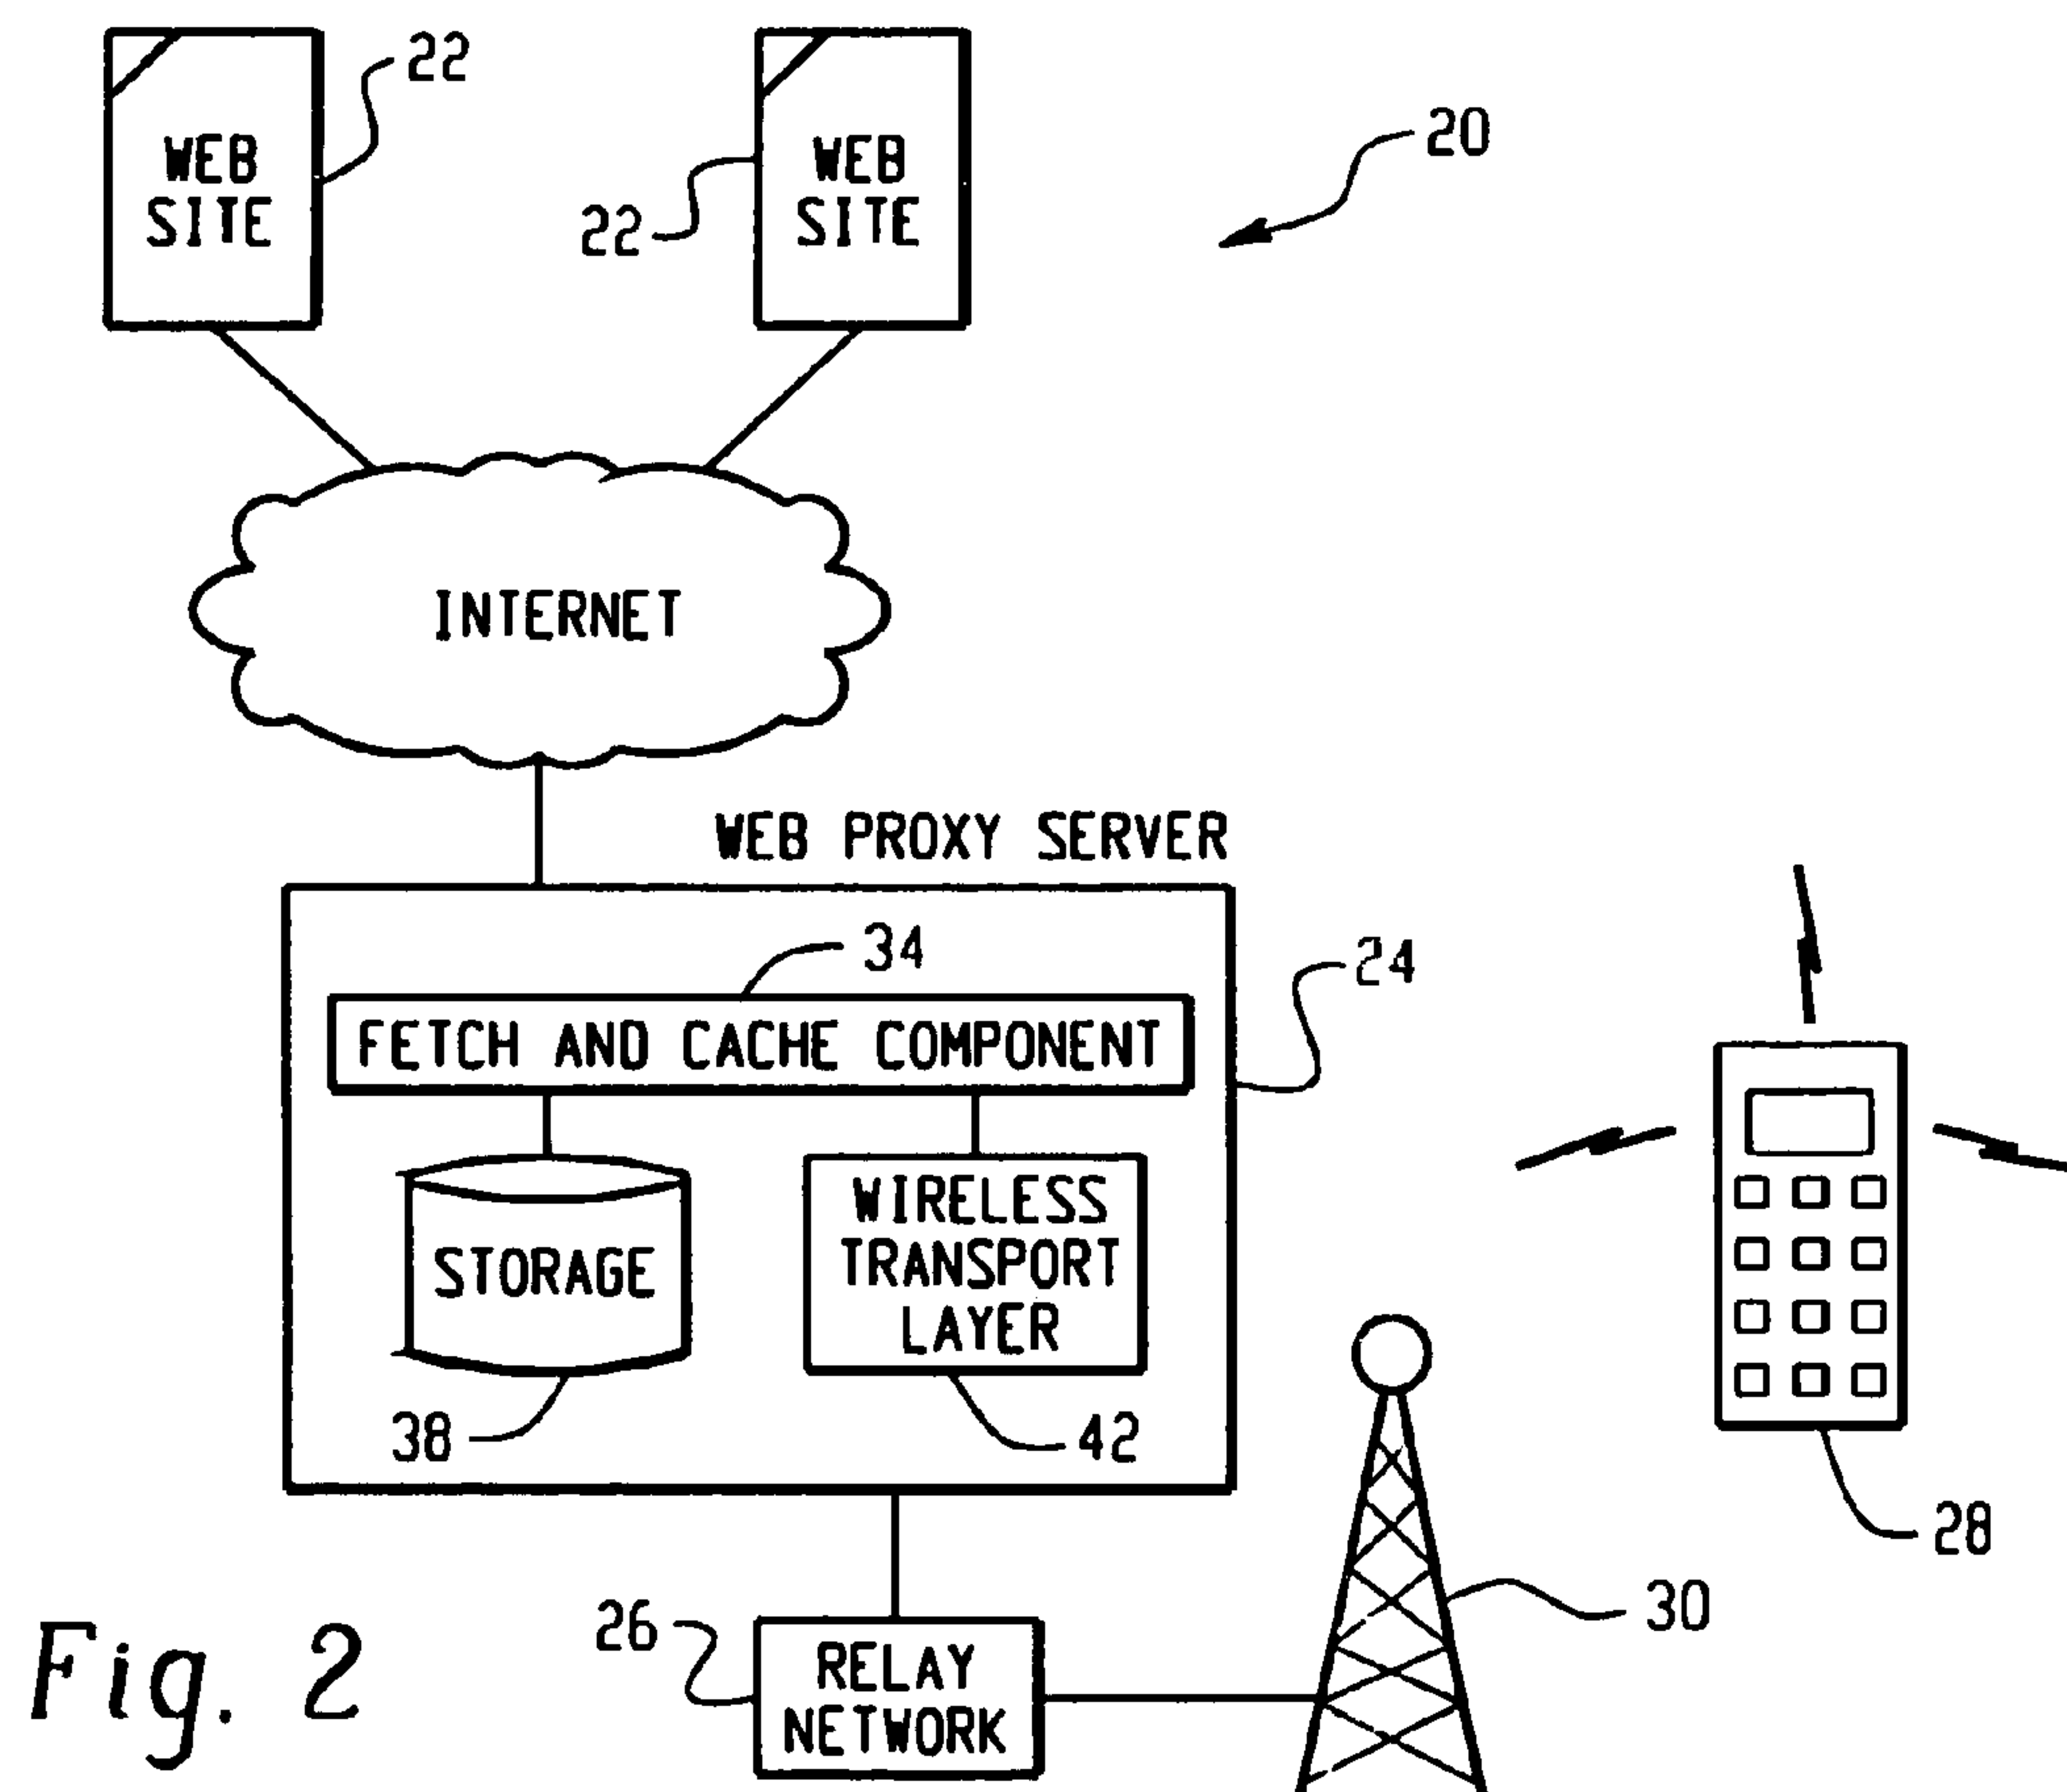 22
WEB
SITE
22
WEB
SITE
20
INTERNET
WEB PROXY SERVER
34
24
FETCH AND CACHE COMPONENT
STORAGE
WIRELESS
TRANSPORT
LAYER
38
42
28
30
26
RELAY
NETWORK
Fig. 2